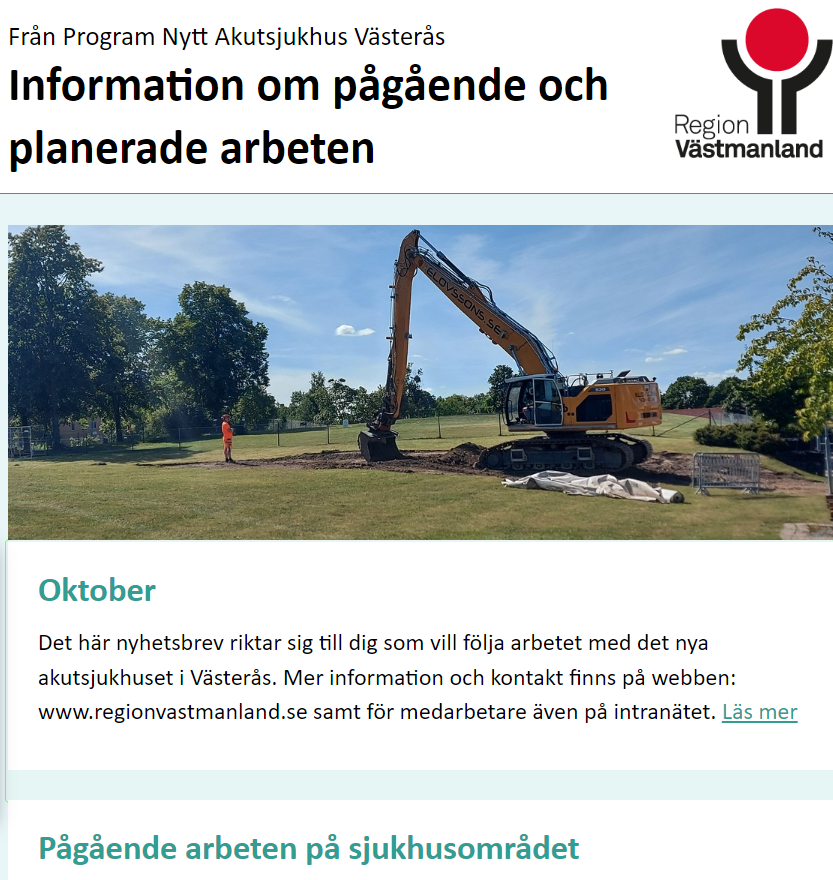 Från Program Nytt Akutsjukhus Västerås
Information om pågående och
planerade arbeten
Region
Västmanland
ELOVSSONS.SE
Oktober
Det här nyhetsbrev riktar sig till dig som vill följa arbetet med det nya
akutsjukhuset i Västerås. Mer information och kontakt finns på webben:
www.regionvastmanland.se samt för medarbetare även på intranätet. Läs mer
Pågående arbeten på sjukhusområdet